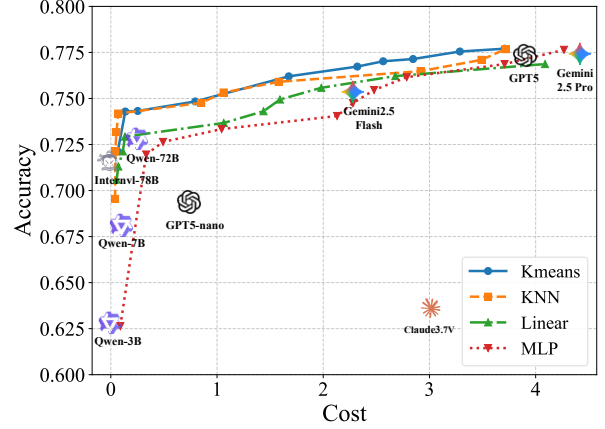 0.800
0.775
0.750
0.725
0.700
0.675
0.650
0.625
0.600
Accuracy
0
1
2
3
4
Cost
GPT5
Gemini
2.5 Pro
Gemini2.5
Flash
Qwen-72B
Internvl-78B
GPT5-nano
Qwen-7B
Qwen-3B
Claude3.7V
Kmeans
KNN
Linear
MLP